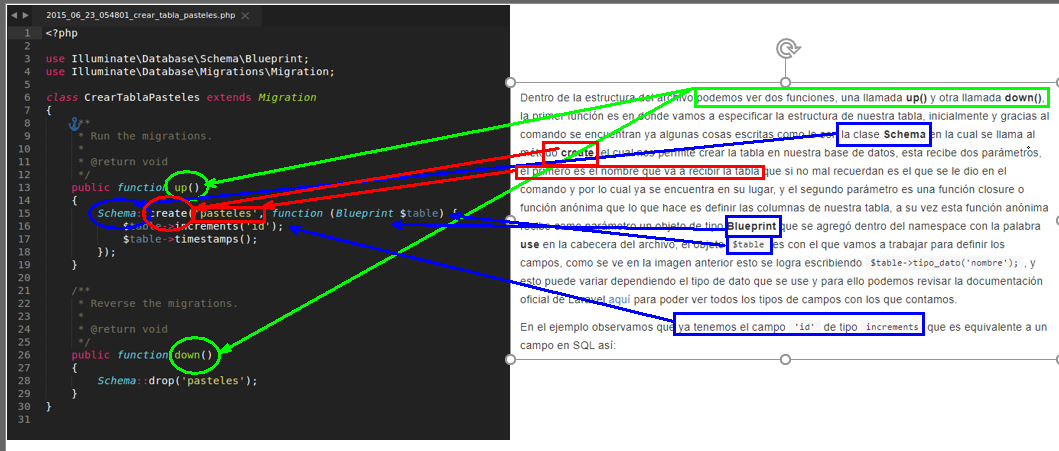 2015_06_23_054801_crear_tabla_pasteles.php
1 <?php
2
3 use Illuminate\Database\Schema\Blueprint;
4 use Illuminate\Database\Migrations\Migration;
5
6 class CrearTablaPasteles extends Migration
7 {
8 /**
9 * Run the migrations.
10 *
11 * @return void
12 */
13 public function up()
14 {
15 Schema::create('pasteles', function (Blueprint $table) {
16 $table->increments('id');
17 $table->timestamps();
18 });
19 }
20
21 /**
22 * Reverse the migrations.
23 *
24 * @return void
25 */
26 public function down()
27 {
28 Schema::drop('pasteles');
29 }
30 }
31
Dentro de la estructura del archivo podemos ver dos funciones, una llamada up() y otra llamada down(),
la primer función es en donde vamos a especificar la estructura de nuestra tabla, inicialmente y gracias al
comando se encuentran ya algunas cosas escritas como lo son la clase Schema en la cual se llama al
método create, el cual nos permite crear la tabla en nuestra base de datos, esta recibe dos parámetros,
el primero es el nombre que va a recibir la tabla que si no mal recuerdan es el que se le dio en el
comando y por lo cual ya se encuentra en su lugar, y el segundo parámetro es una función closure o
función anónima que lo que hace es definir las columnas de nuestra tabla, a su vez esta función anónima
recibe como parámetro un objeto de tipo Blueprint que se agregó dentro del namespace con la palabra
use en la cabecera del archivo, el objeto $table es con el que vamos a trabajar para definir los
campos, como se ve en la imagen anterior esto se logra escribiendo $table->tipo_dato('nombre'); , y
esto puede variar dependiendo el tipo de dato que se use y para ello podemos revisar la documentación
oficial de Laravel aquí para poder ver todos los tipos de campos con los que contamos.
En el ejemplo observamos que ya tenemos el campo 'id' de tipo increments que es equivalente a un
campo en SQL así: